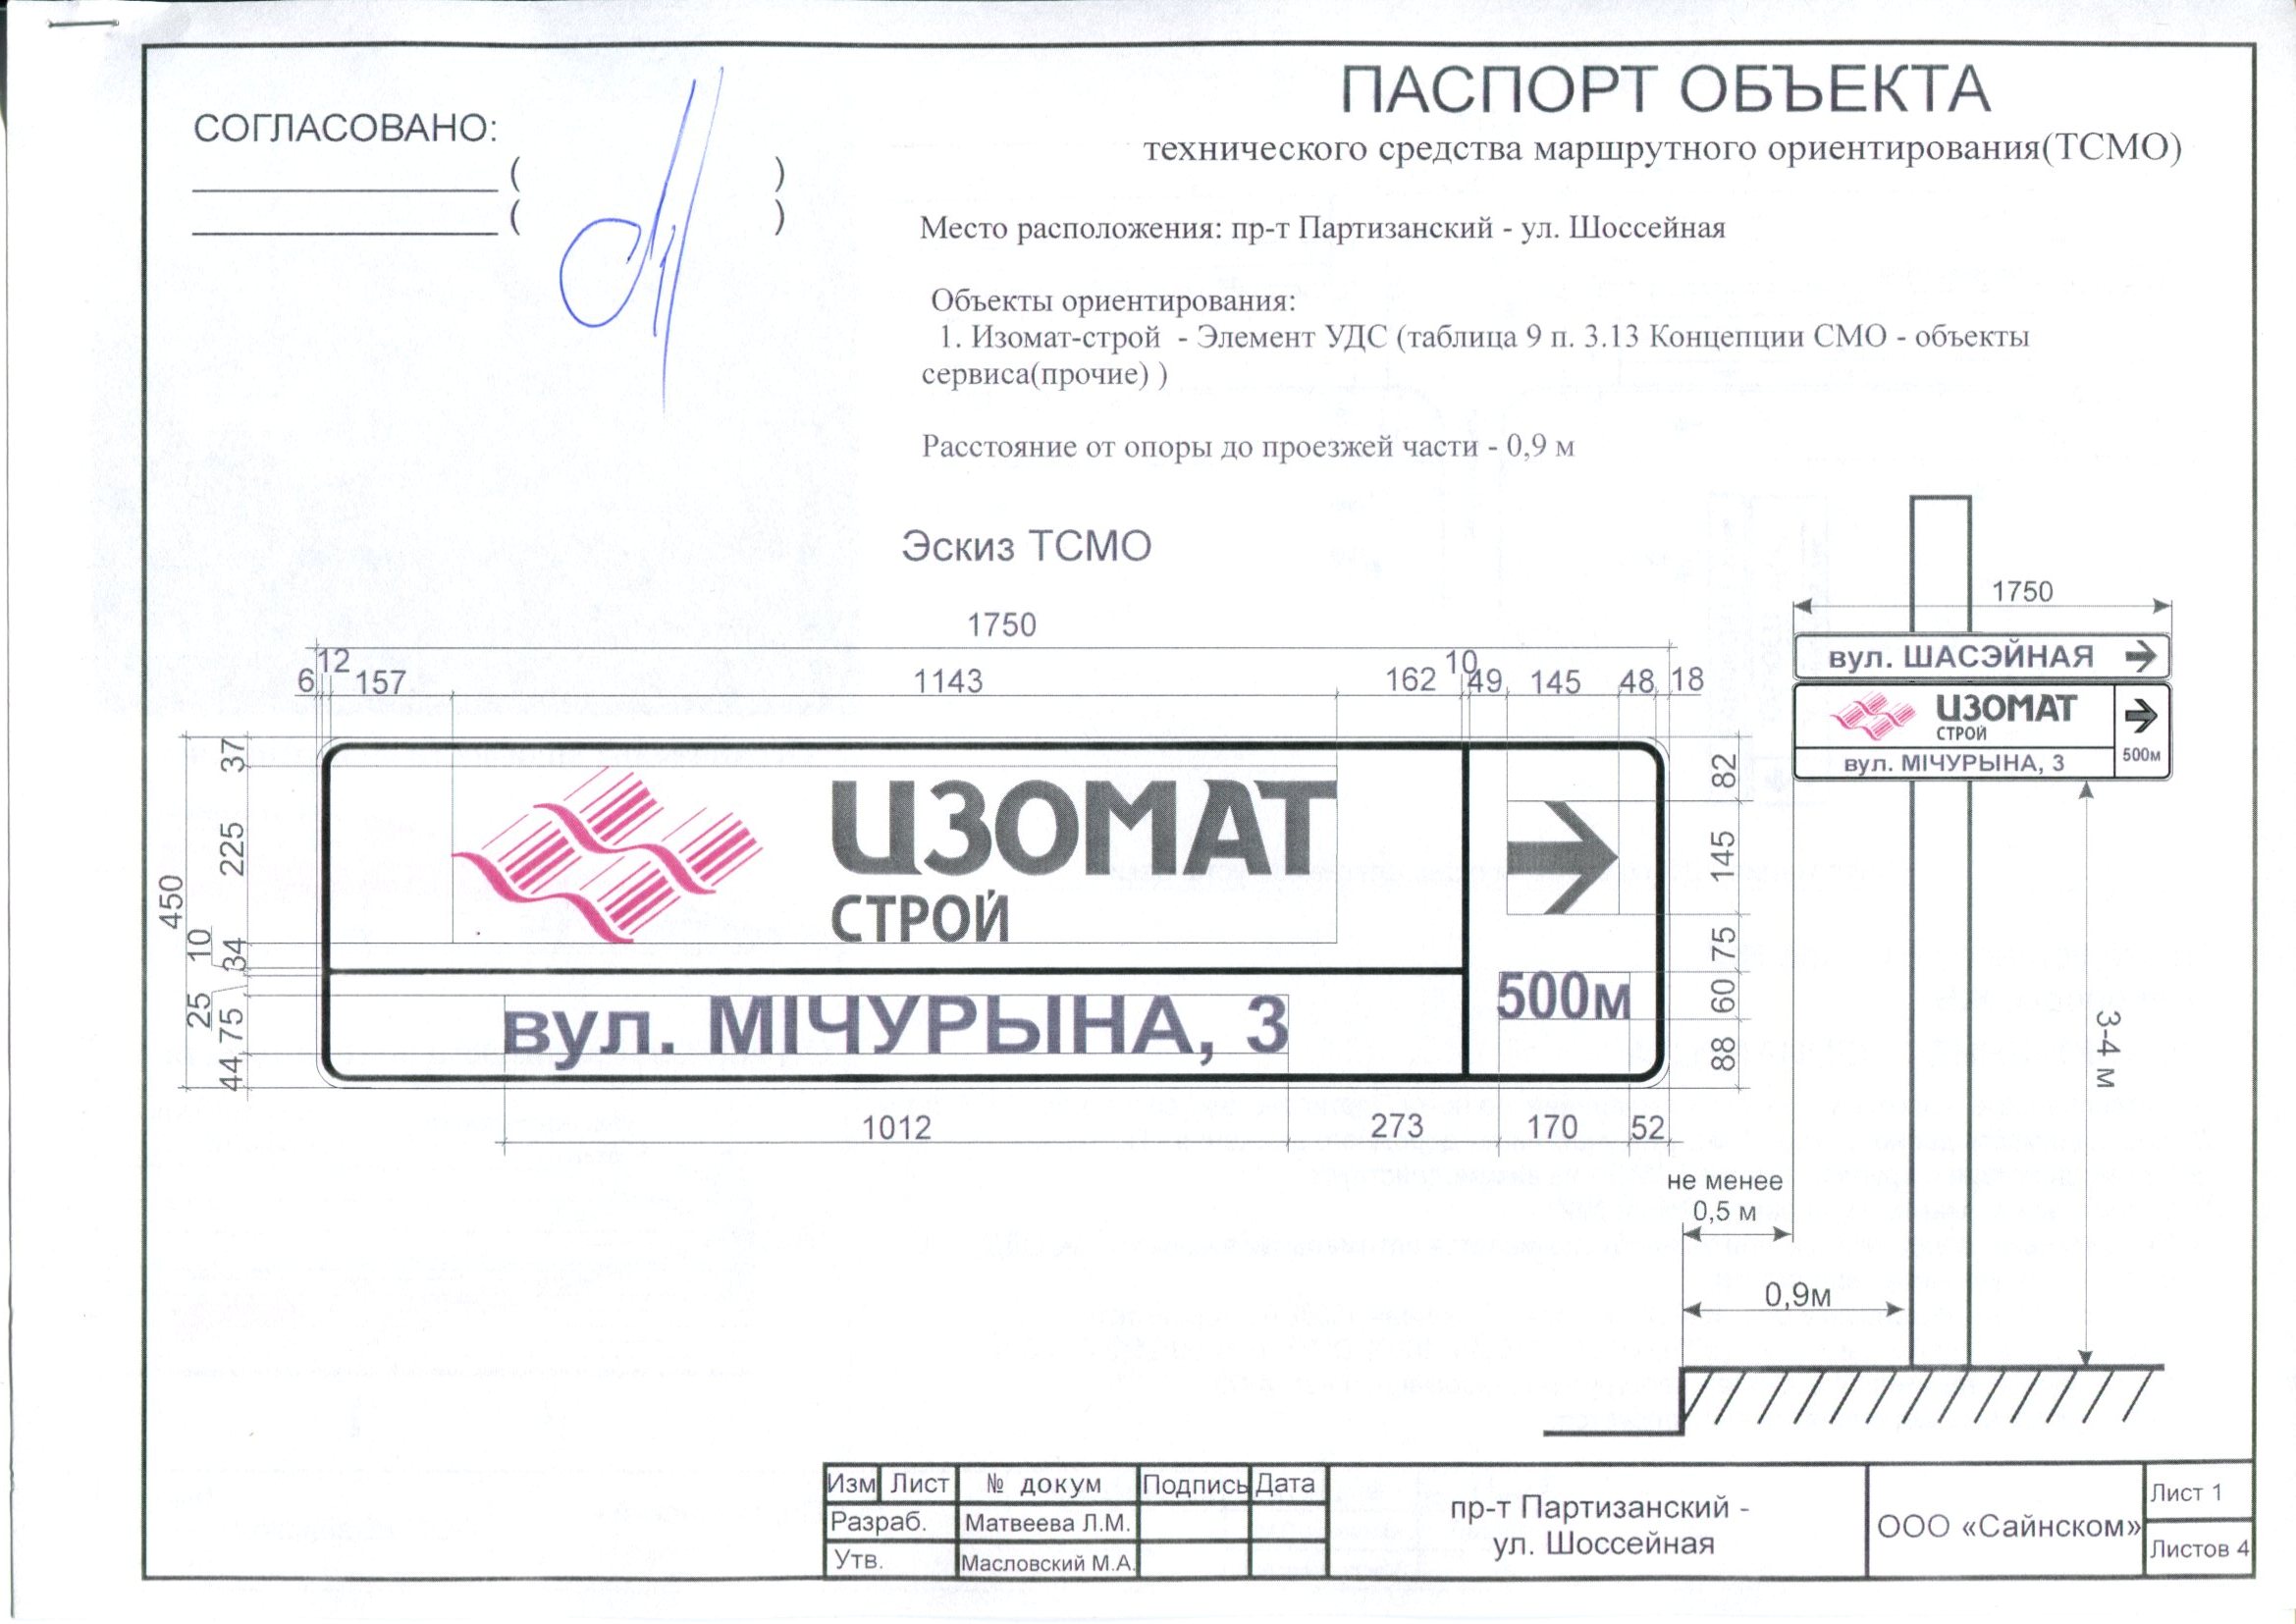 ПАСПОРТ ОБЪЕКТА
технического средства маршрутного ориентирования(ТСМО)
СОГЛАСОВАНО:
( )
( )
Место расположения: пр-т Партизанский - ул. Шоссейная
Объекты ориентирования:
1. Изомат-строй - Элемент УДС (таблица 9 п. 3.13 Концепции СМО - объекты
сервиса(прочие) )
Расстояние от опоры до проезжей части - 0,9 м
Эскиз ТСМО
1750
6 12 157 1143 162 10 49 145 48 18
450
37
225
10
34
25
75
44
ИЗОМАТ
СТРОЙ
вул. МІЧУРЫНА, 3
500м
82
145
75
60
88
1012 273 170 52
1750
вул. ШАСЭЙНАЯ
ИЗОМАТ
СТРОЙ
вул. МІЧУРЫНА, 3
500м
3-4 м
не менее
0,5 м
0,9м
Изм Лист № докум Подпись Дата
Разраб. Матвеева Л.М.
Утв. Масловский М.А.
пр-т Партизанский -
ул. Шоссейная
ООО «Сайнском»
Лист 1
Листов 4